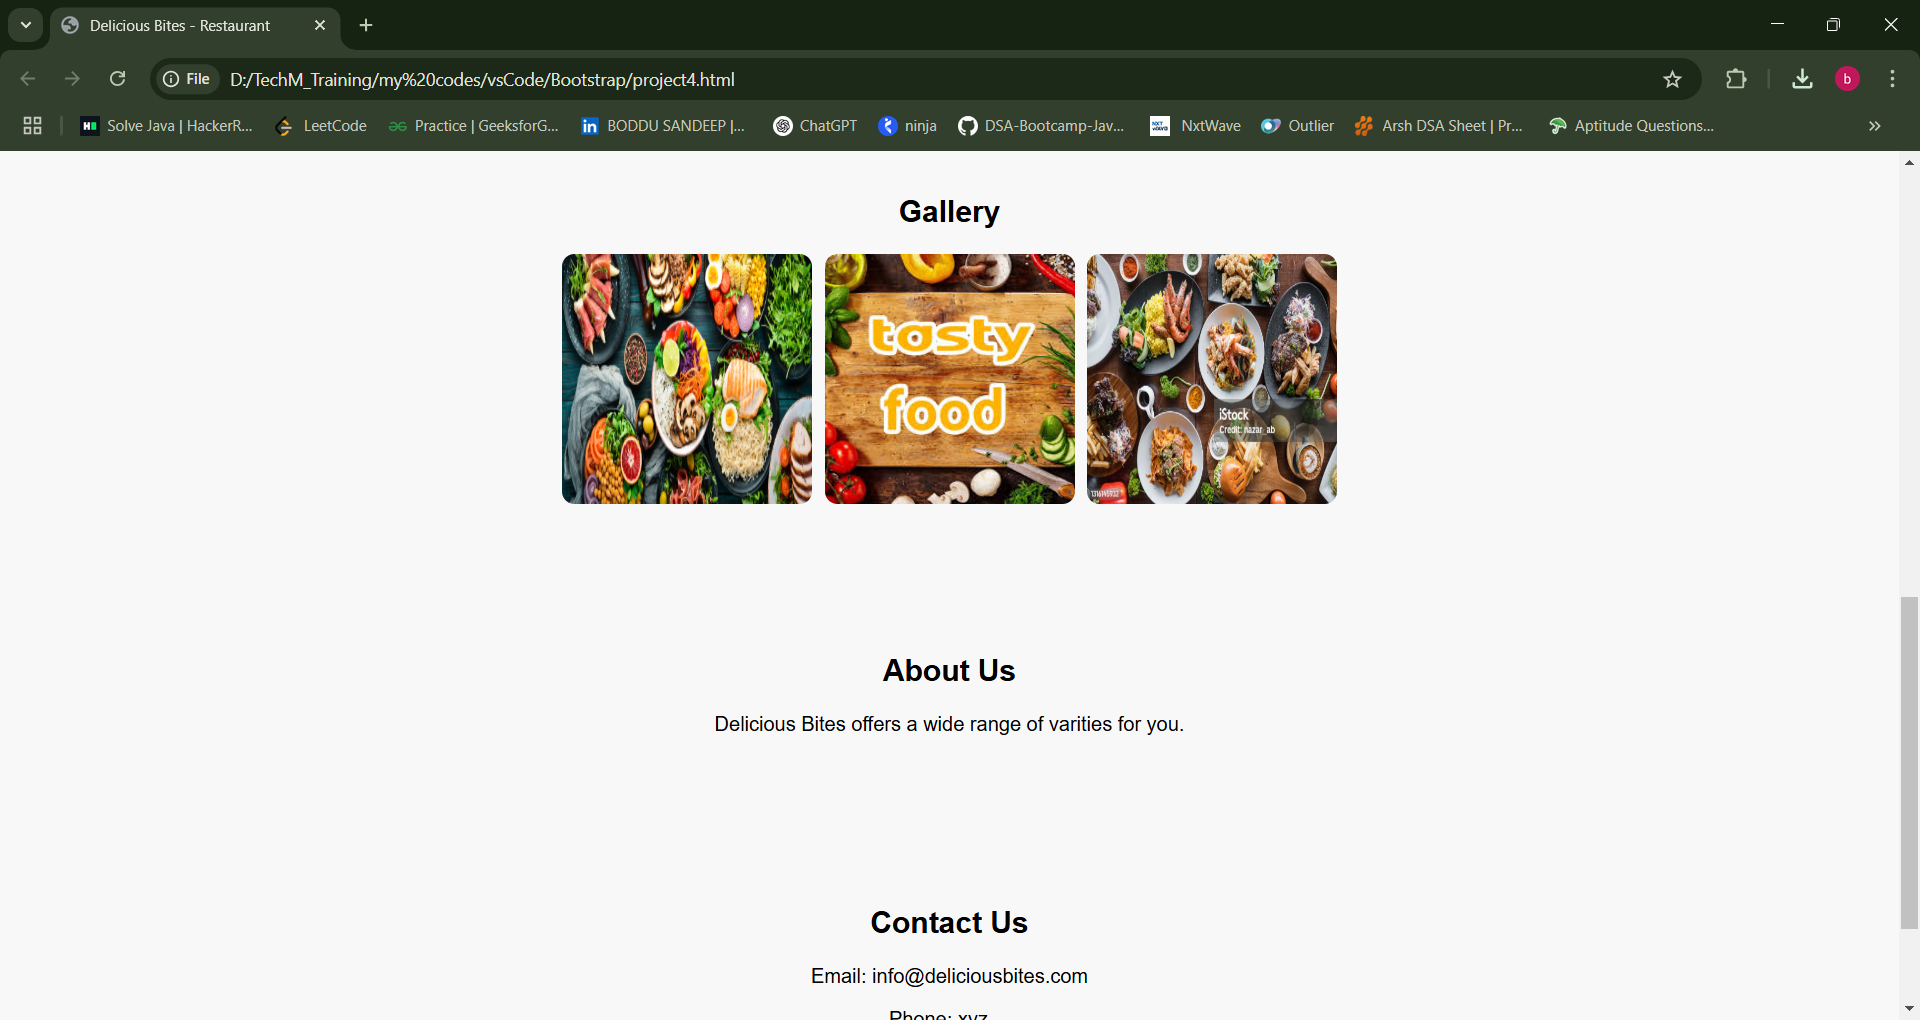 Delicious Bites - Restaurant
File D:/TechM_Training/my%20codes/vsCode/Bootstrap/project4.html
b
Solve Java | HackerR... LeetCode Practice | GeeksforG... BODDU SANDEEP |... ChatGPT ninja DSA-Bootcamp-Jav... NxtWave Outlier Arsh DSA Sheet | Pr... Aptitude Questions...
Gallery
tasty
food
iStock
Credit: nazar_ab
1316145932
About Us
Delicious Bites offers a wide range of varities for you.
Contact Us
Email: info@deliciousbites.com
Phone: xyz